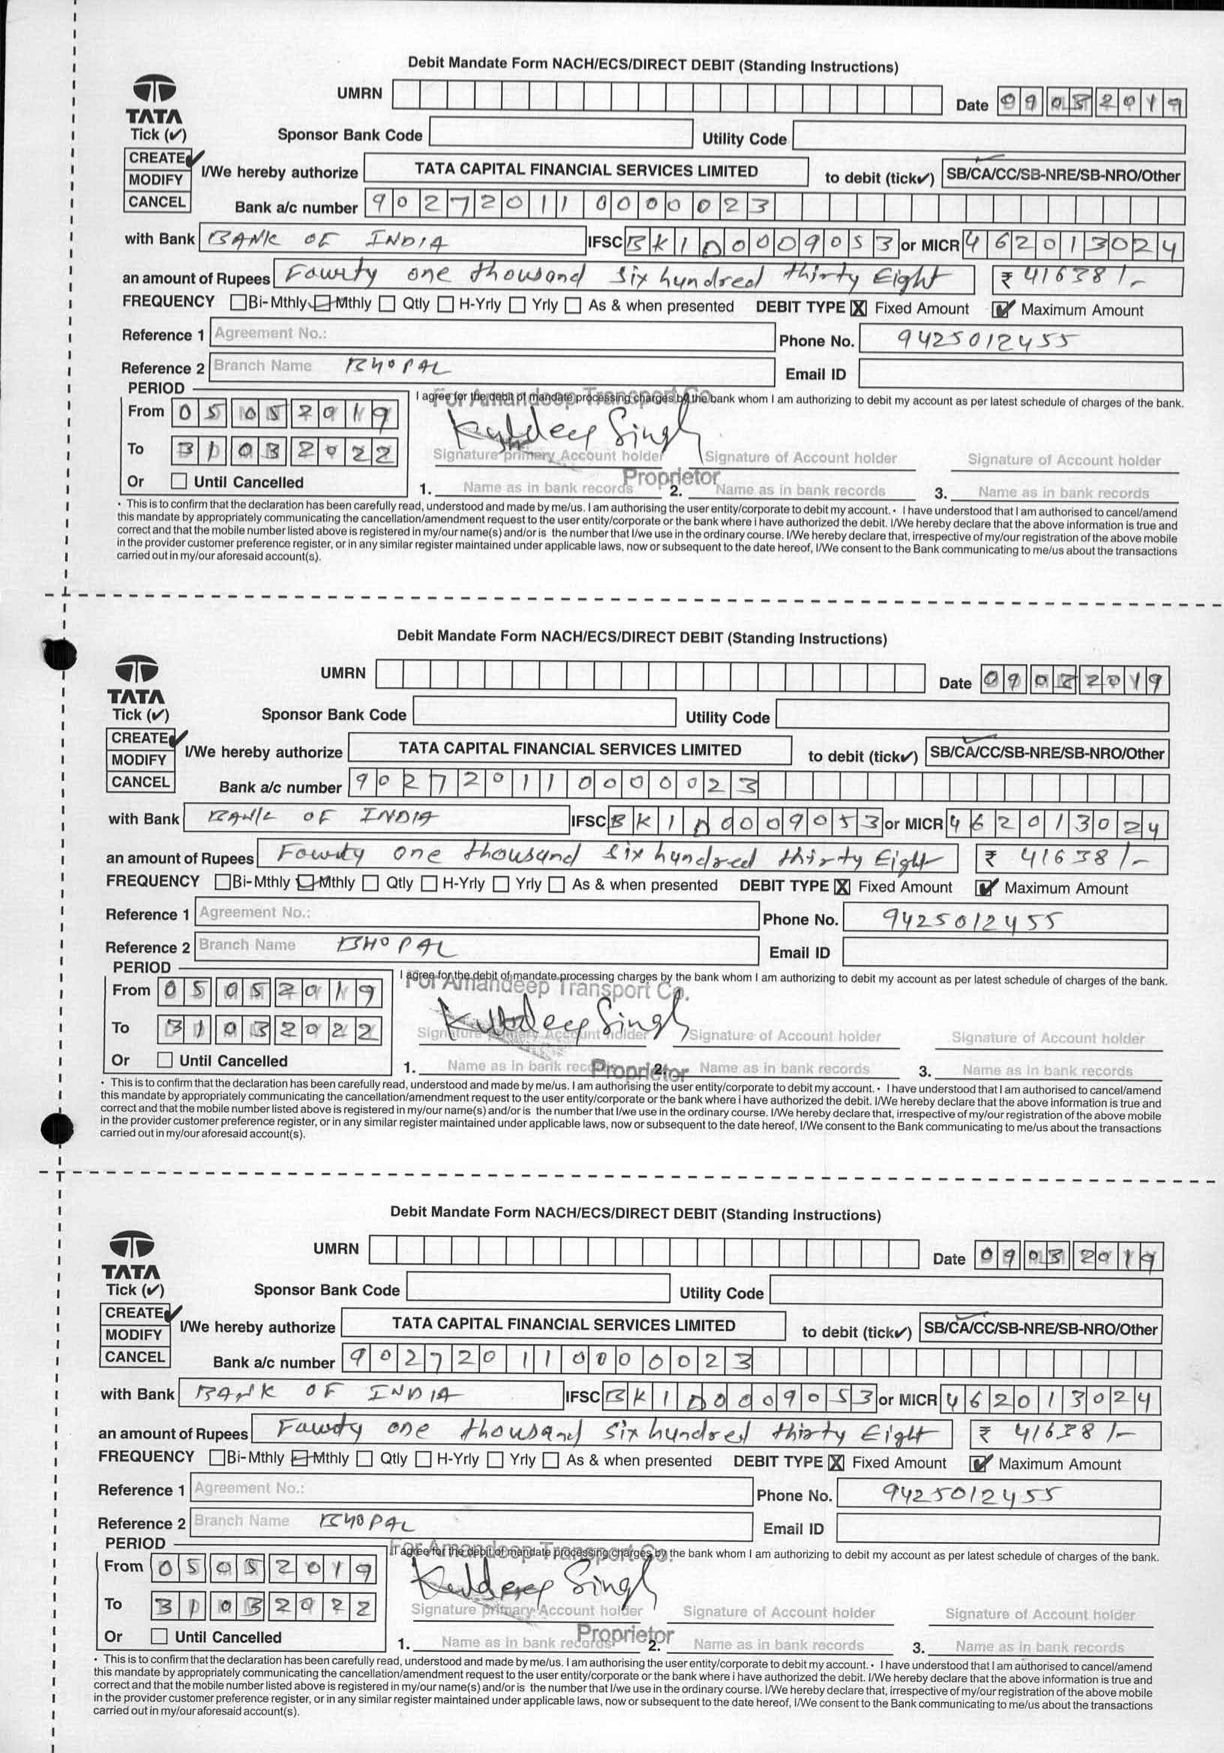 Debit Mandate Form NACH/ECS/DIRECT DEBIT (Standing Instructions)
UMRN Date 09032019
TATA
Tick (✓) Sponsor Bank Code Utility Code
CREATE ✓ I/We hereby authorize TATA CAPITAL FINANCIAL SERVICES LIMITED to debit (tick✓) SB/CA/CC/SB-NRE/SB-NRO/Other
MODIFY
CANCEL Bank a/c number 902720110000023
with Bank BANK OF INDIA IFSC BKID0009053 or MICR 462013024
an amount of Rupees Fourty one thousand six hundred thirty Eight ₹ 41638/-
FREQUENCY Bi-Mthly Mthly Qtly H-Yrly Yrly As & when presented DEBIT TYPE X Fixed Amount ✓ Maximum Amount
Reference 1 Agreement No.: Phone No. 9425012455
Reference 2 Branch Name BHOPAL Email ID
PERIOD
I agree for the debit of mandate processing charges by the bank whom I am authorizing to debit my account as per latest schedule of charges of the bank.
For Amandeep Transport Co.
From 05052019
Kuldeep Singh
To 31032022
Signature primary Account holder Signature of Account holder Signature of Account holder
Proprietor
Or Until Cancelled 1. Name as in bank records 2. Name as in bank records 3. Name as in bank records
• This is to confirm that the declaration has been carefully read, understood and made by me/us. I am authorising the user entity/corporate to debit my account. • I have understood that I am authorised to cancel/amend
this mandate by appropriately communicating the cancellation/amendment request to the user entity/corporate or the bank where i have authorized the debit. I/We hereby declare that the above information is true and
correct and that the mobile number listed above is registered in my/our name(s) and/or is the number that I/we use in the ordinary course. I/We hereby declare that, irrespective of my/our registration of the above mobile
in the provider customer preference register, or in any similar register maintained under applicable laws, now or subsequent to the date hereof, I/We consent to the Bank communicating to me/us about the transactions
carried out in my/our aforesaid account(s).
Debit Mandate Form NACH/ECS/DIRECT DEBIT (Standing Instructions)
UMRN Date 09032019
TATA
Tick (✓) Sponsor Bank Code Utility Code
CREATE ✓ I/We hereby authorize TATA CAPITAL FINANCIAL SERVICES LIMITED to debit (tick✓) SB/CA/CC/SB-NRE/SB-NRO/Other
MODIFY
CANCEL Bank a/c number 902720110000023
with Bank BANK OF INDIA IFSC BKID0009053 or MICR 462013024
an amount of Rupees Fourty one thousand six hundred thirty Eight ₹ 41638/-
FREQUENCY Bi-Mthly Mthly Qtly H-Yrly Yrly As & when presented DEBIT TYPE X Fixed Amount ✓ Maximum Amount
Reference 1 Agreement No.: Phone No. 9425012455
Reference 2 Branch Name BHOPAL Email ID
PERIOD
I agree for the debit of mandate processing charges by the bank whom I am authorizing to debit my account as per latest schedule of charges of the bank.
For Amandeep Transport Co.
From 05052019
Kuldeep Singh
To 31032022
Signature primary Account holder Signature of Account holder Signature of Account holder
Proprietor
Or Until Cancelled 1. Name as in bank records 2. Name as in bank records 3. Name as in bank records
• This is to confirm that the declaration has been carefully read, understood and made by me/us. I am authorising the user entity/corporate to debit my account. • I have understood that I am authorised to cancel/amend
this mandate by appropriately communicating the cancellation/amendment request to the user entity/corporate or the bank where i have authorized the debit. I/We hereby declare that the above information is true and
correct and that the mobile number listed above is registered in my/our name(s) and/or is the number that I/we use in the ordinary course. I/We hereby declare that, irrespective of my/our registration of the above mobile
in the provider customer preference register, or in any similar register maintained under applicable laws, now or subsequent to the date hereof, I/We consent to the Bank communicating to me/us about the transactions
carried out in my/our aforesaid account(s).
Debit Mandate Form NACH/ECS/DIRECT DEBIT (Standing Instructions)
UMRN Date 09032019
TATA
Tick (✓) Sponsor Bank Code Utility Code
CREATE ✓ I/We hereby authorize TATA CAPITAL FINANCIAL SERVICES LIMITED to debit (tick✓) SB/CA/CC/SB-NRE/SB-NRO/Other
MODIFY
CANCEL Bank a/c number 902720110000023
with Bank BANK OF INDIA IFSC BKID0009053 or MICR 462013024
an amount of Rupees Fourty one thousand six hundred thirty Eight ₹ 41638/-
FREQUENCY Bi-Mthly Mthly Qtly H-Yrly Yrly As & when presented DEBIT TYPE X Fixed Amount ✓ Maximum Amount
Reference 1 Agreement No.: Phone No. 9425012455
Reference 2 Branch Name BHOPAL Email ID
PERIOD
I agree for the debit of mandate processing charges by the bank whom I am authorizing to debit my account as per latest schedule of charges of the bank.
For Amandeep Transport Co.
From 05052019
Kuldeep Singh
To 31032022
Signature primary Account holder Signature of Account holder Signature of Account holder
Proprietor
Or Until Cancelled 1. Name as in bank records 2. Name as in bank records 3. Name as in bank records
• This is to confirm that the declaration has been carefully read, understood and made by me/us. I am authorising the user entity/corporate to debit my account. • I have understood that I am authorised to cancel/amend
this mandate by appropriately communicating the cancellation/amendment request to the user entity/corporate or the bank where i have authorized the debit. I/We hereby declare that the above information is true and
correct and that the mobile number listed above is registered in my/our name(s) and/or is the number that I/we use in the ordinary course. I/We hereby declare that, irrespective of my/our registration of the above mobile
in the provider customer preference register, or in any similar register maintained under applicable laws, now or subsequent to the date hereof, I/We consent to the Bank communicating to me/us about the transactions
carried out in my/our aforesaid account(s).